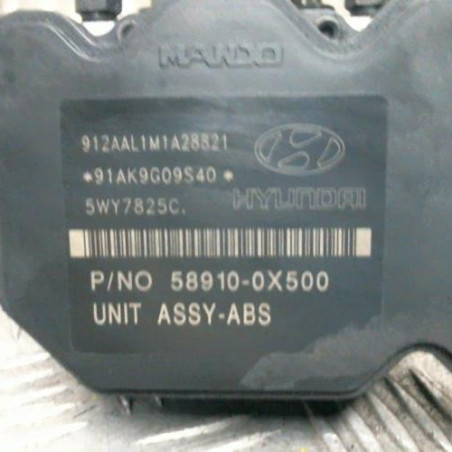 MANDO
912AAL1M1A28821
*91AK9G09S40*
5WY7825C.
HYUNDAI
P/NO 58910-0X500
UNIT ASSY-ABS